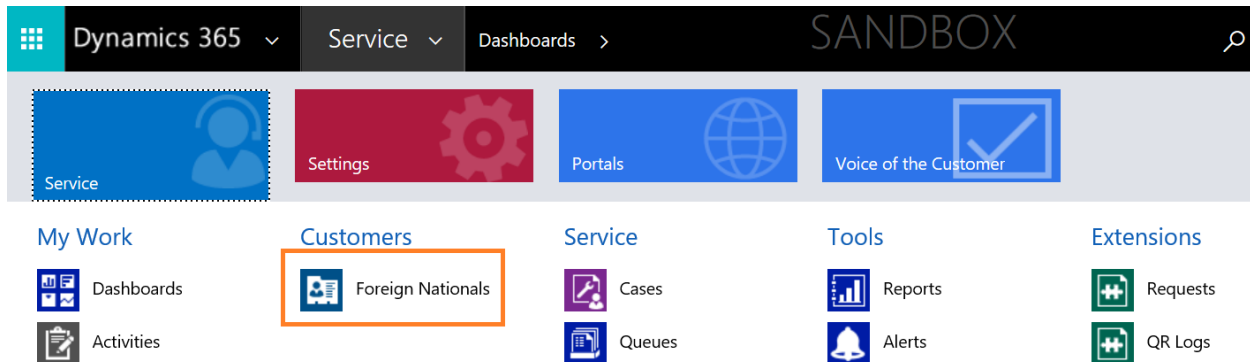 Dynamics 365 Service Dashboards SANDBOX
Service Settings Portals Voice of the Customer
My Work Customers Service Tools Extensions
Dashboards Foreign Nationals Cases Reports Requests
Activities Queues Alerts QR Logs